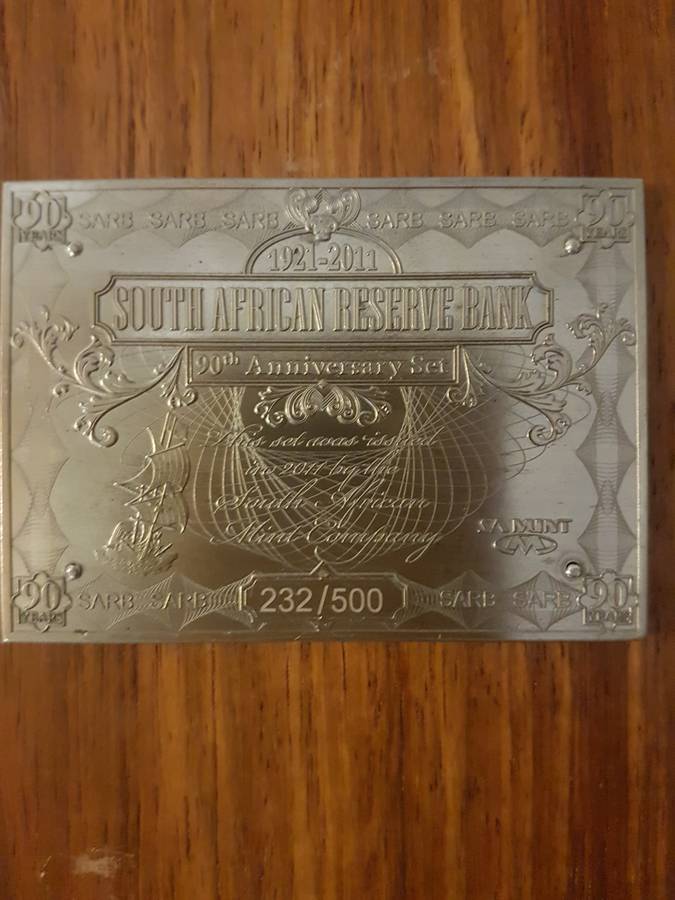 90 YEARS SARB SARB SARB SARB SARB SARB 90 YEARS
1921-2011
SOUTH AFRICAN RESERVE BANK
90th Anniversary Set
This set was issued
in 2011 by the
South African
Mint Company
SA MINT
90 YEARS SARB SARB 232/500 SARB SARB 90 YEARS